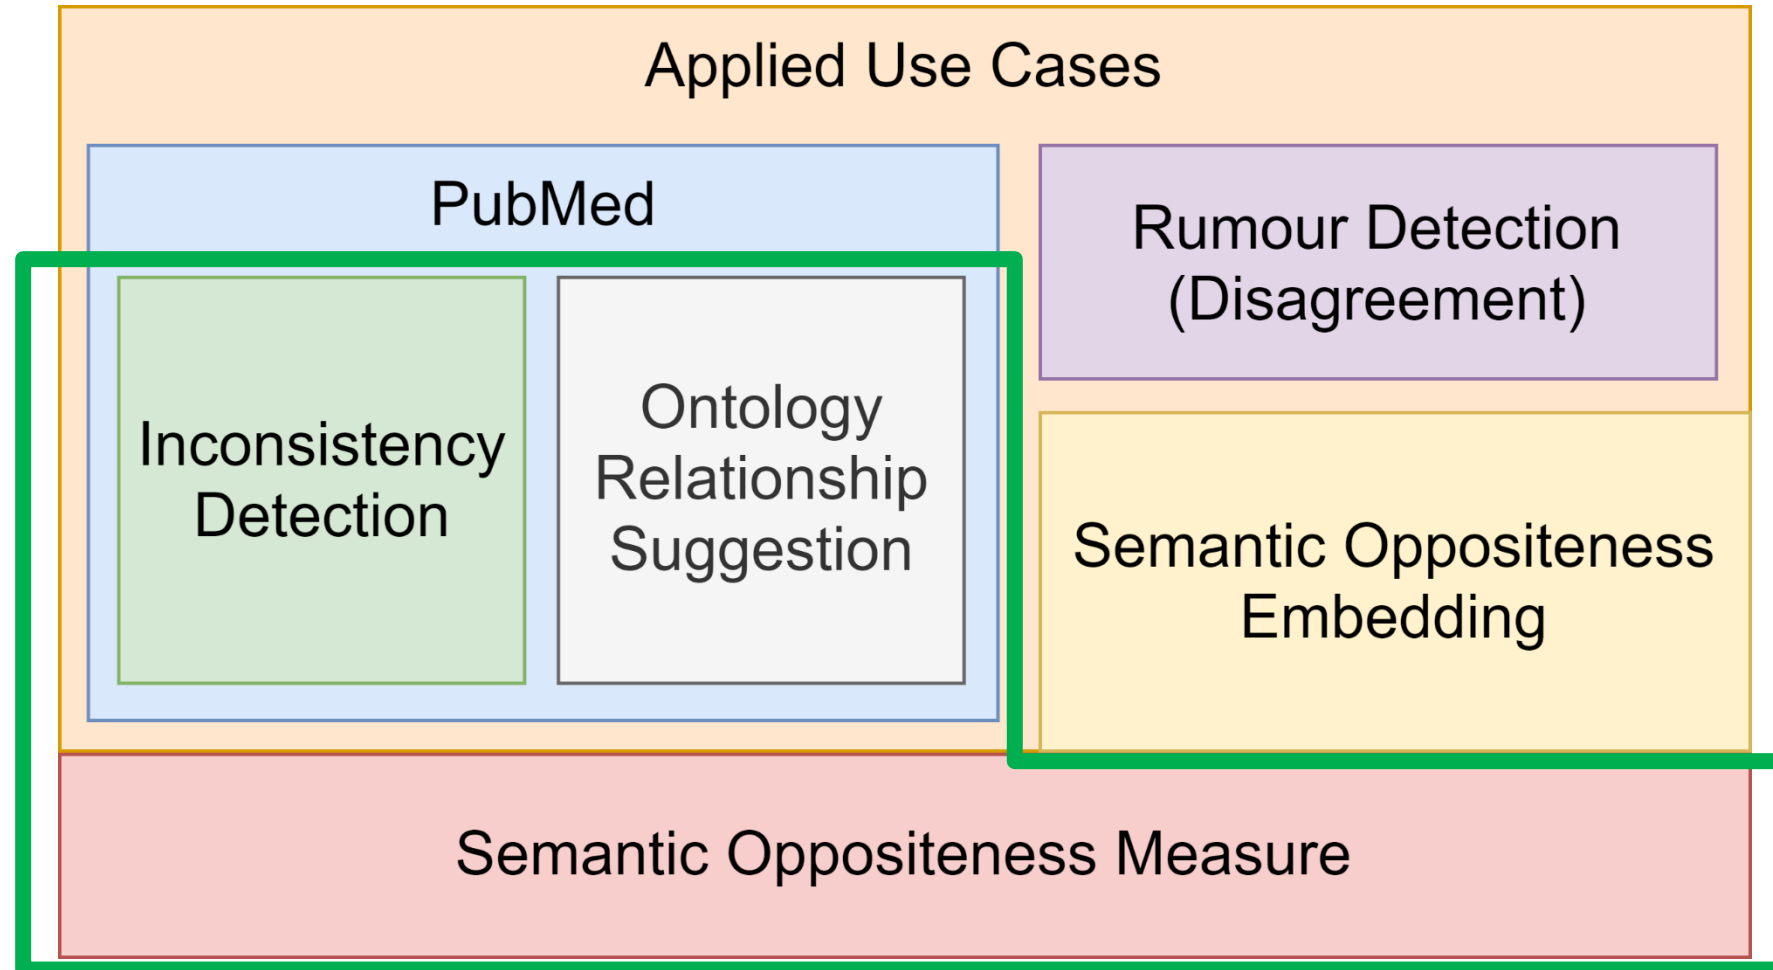 Applied Use Cases
PubMed
Rumour Detection
(Disagreement)
Inconsistency
Detection
Ontology
Relationship
Suggestion
Semantic Oppositeness
Embedding
Semantic Oppositeness Measure